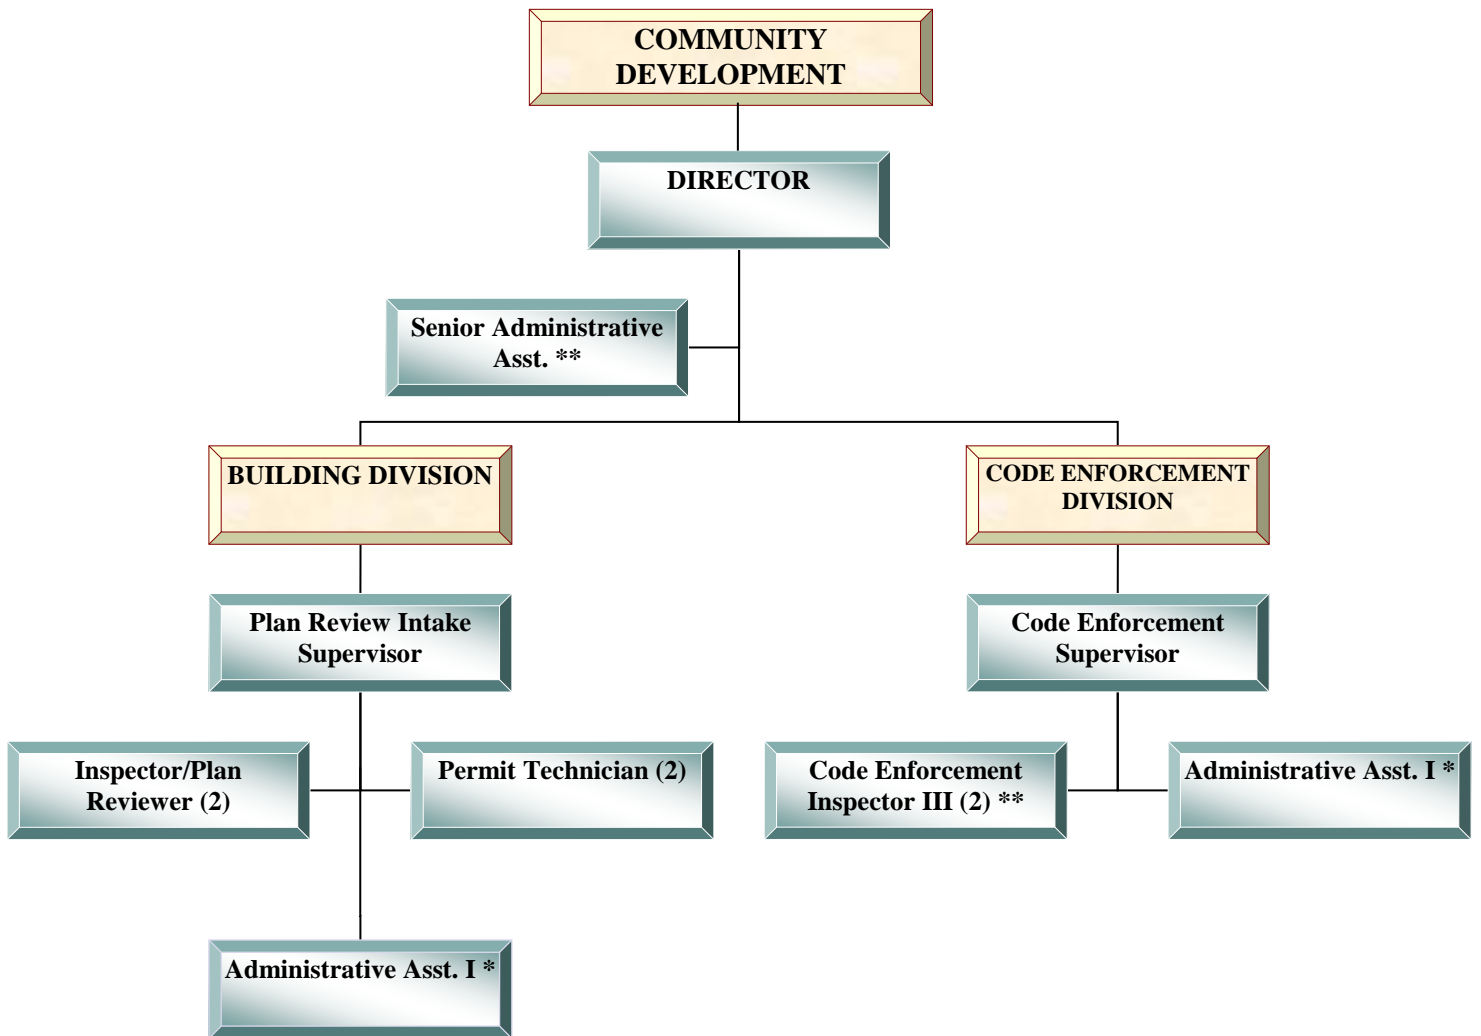 COMMUNITY
DEVELOPMENT
DIRECTOR
Senior Administrative
Asst. **
BUILDING DIVISION
CODE ENFORCEMENT
DIVISION
Plan Review Intake
Supervisor
Code Enforcement
Supervisor
Inspector/Plan
Reviewer (2)
Permit Technician (2)
Code Enforcement
Inspector III (2) **
Administrative Asst. I *
Administrative Asst. I *